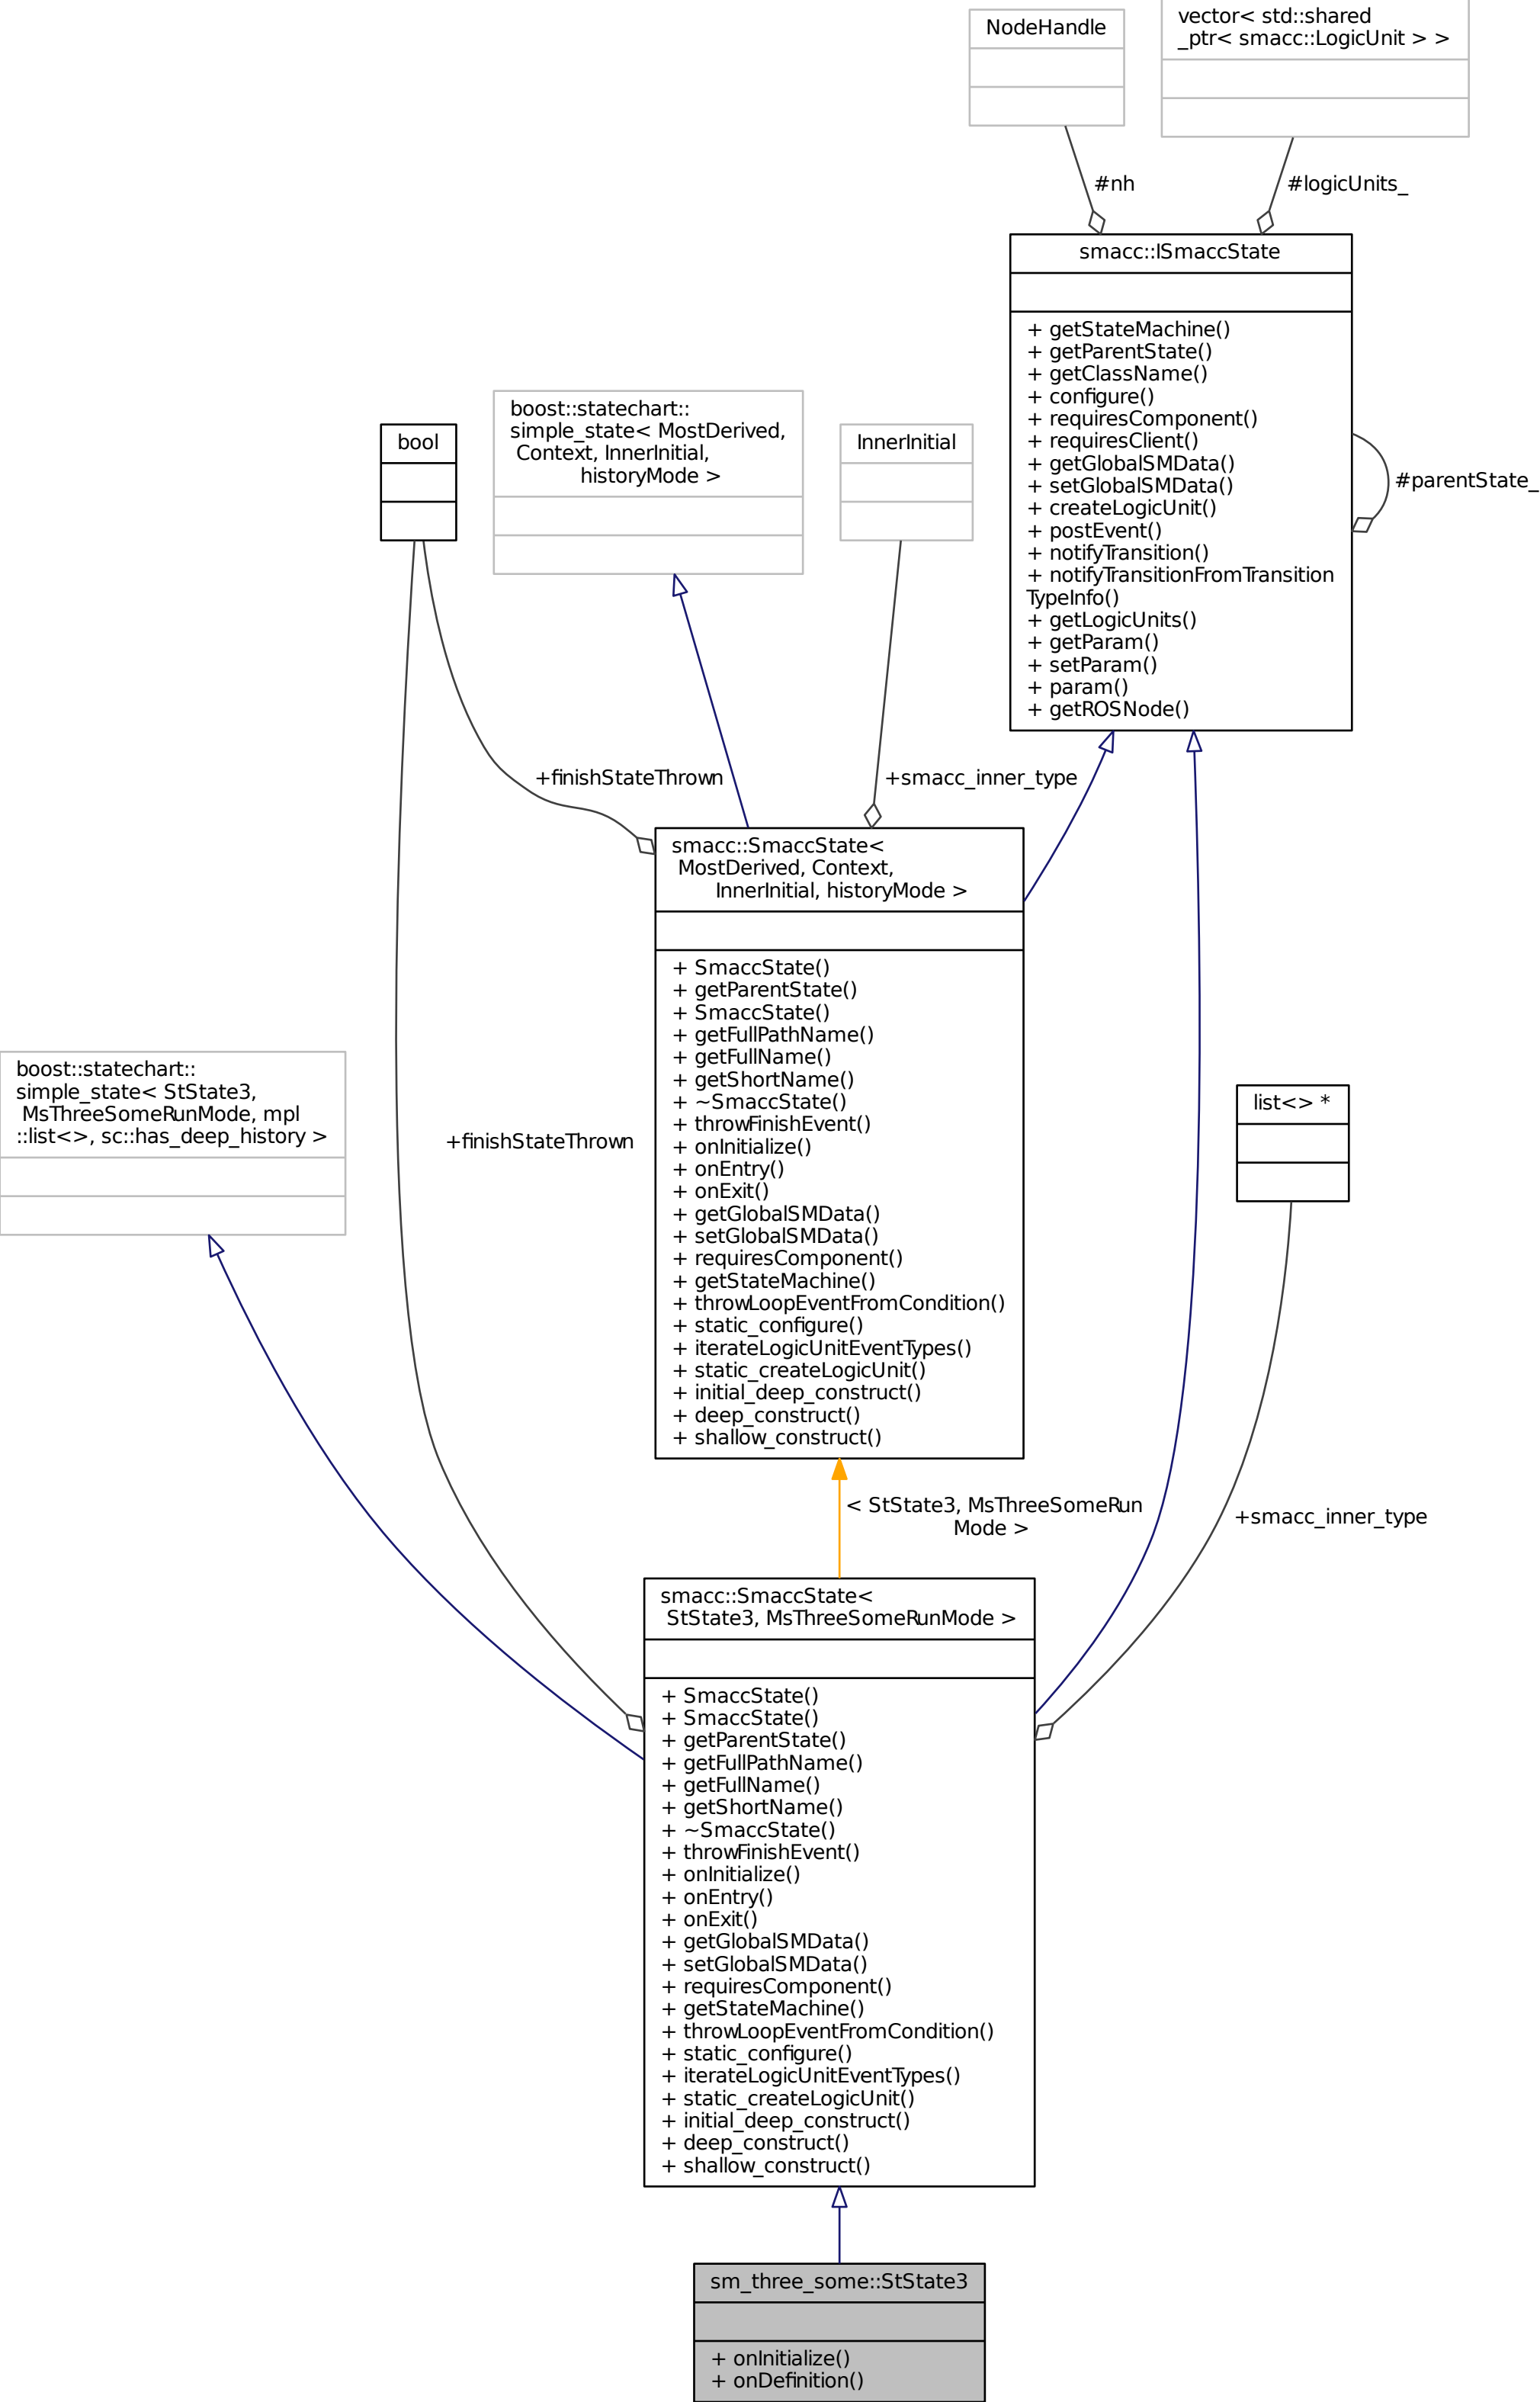 NodeHandle
vector< std::shared
_ptr< smacc::LogicUnit > >
#nh
#logicUnits_
smacc::ISmaccState
+ getStateMachine()
+ getParentState()
+ getClassName()
+ configure()
+ requiresComponent()
+ requiresClient()
+ getGlobalSMData()
+ setGlobalSMData()
+ createLogicUnit()
+ postEvent()
+ notifyTransition()
+ notifyTransitionFromTransition
TypeInfo()
+ getLogicUnits()
+ getParam()
+ setParam()
+ param()
+ getROSNode()
#parentState_
bool
boost::statechart::
simple_state< MostDerived,
Context, InnerInitial,
historyMode >
InnerInitial
+finishStateThrown
+smacc_inner_type
smacc::SmaccState<
MostDerived, Context,
InnerInitial, historyMode >
+ SmaccState()
+ getParentState()
+ SmaccState()
+ getFullPathName()
+ getFullName()
+ getShortName()
+ ~SmaccState()
+ throwFinishEvent()
+ onInitialize()
+ onEntry()
+ onExit()
+ getGlobalSMData()
+ setGlobalSMData()
+ requiresComponent()
+ getStateMachine()
+ throwLoopEventFromCondition()
+ static_configure()
+ iterateLogicUnitEventTypes()
+ static_createLogicUnit()
+ initial_deep_construct()
+ deep_construct()
+ shallow_construct()
boost::statechart::
simple_state< StState3,
MsThreeSomeRunMode, mpl
::list<>, sc::has_deep_history >
+finishStateThrown
list<> *
< StState3, MsThreeSomeRun
Mode >
+smacc_inner_type
smacc::SmaccState<
StState3, MsThreeSomeRunMode >
+ SmaccState()
+ SmaccState()
+ getParentState()
+ getFullPathName()
+ getFullName()
+ getShortName()
+ ~SmaccState()
+ throwFinishEvent()
+ onInitialize()
+ onEntry()
+ onExit()
+ getGlobalSMData()
+ setGlobalSMData()
+ requiresComponent()
+ getStateMachine()
+ throwLoopEventFromCondition()
+ static_configure()
+ iterateLogicUnitEventTypes()
+ static_createLogicUnit()
+ initial_deep_construct()
+ deep_construct()
+ shallow_construct()
sm_three_some::StState3
+ onInitialize()
+ onDefinition()